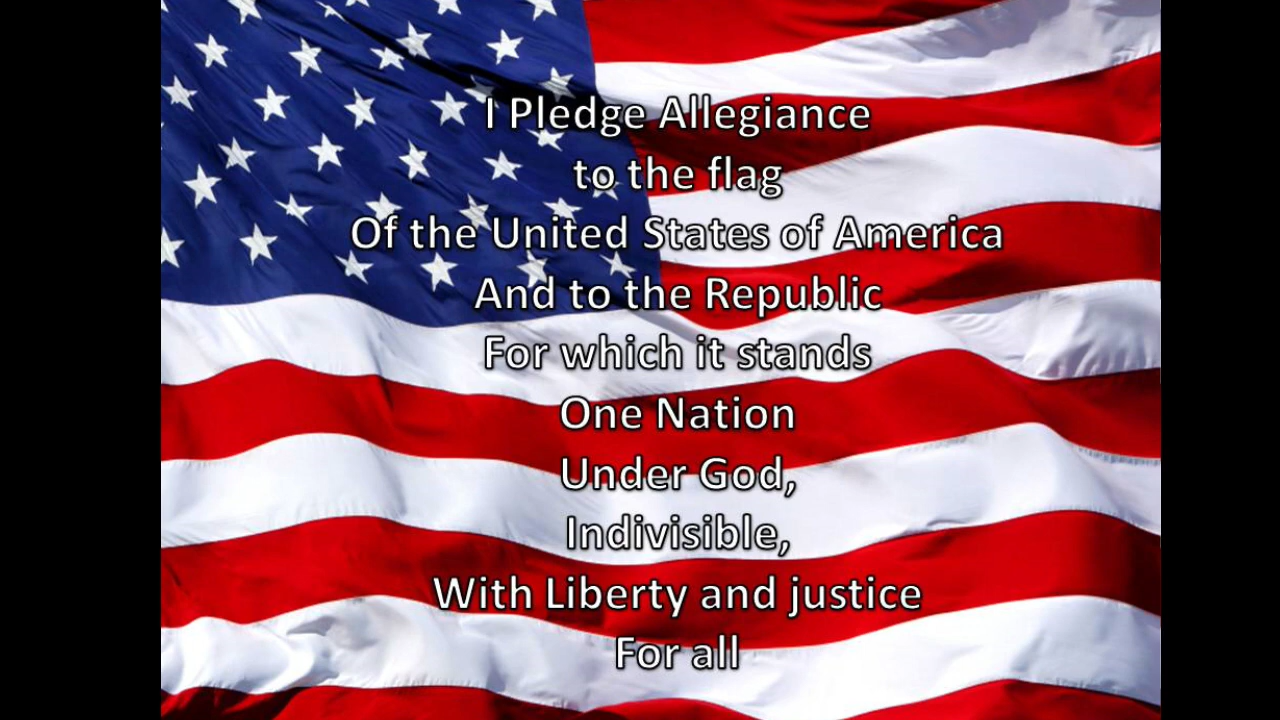 I Pledge Allegiance
to the flag
Of the United States of America
And to the Republic
For which it stands
One Nation
Under God,
Indivisible,
With Liberty and justice
For all